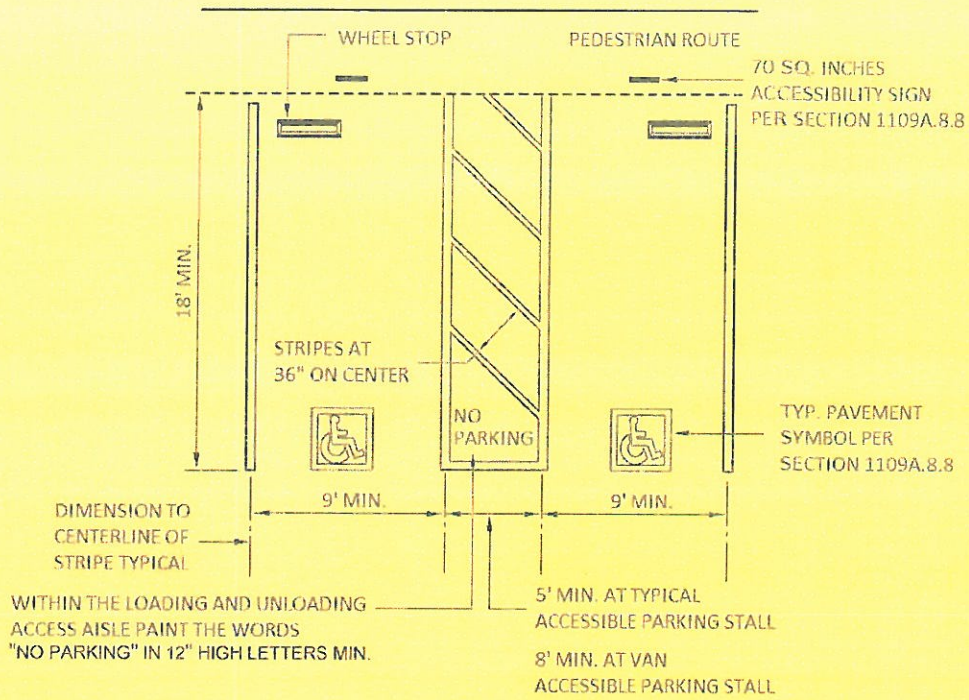 WHEEL STOP
PEDESTRIAN ROUTE
70 SQ. INCHES
ACCESSIBILITY SIGN
PER SECTION 1109A.8.8
18' MIN.
STRIPES AT
36" ON CENTER
NO
PARKING
TYP. PAVEMENT
SYMBOL PER
SECTION 1109A.8.8
9' MIN.
9' MIN.
DIMENSION TO
CENTERLINE OF
STRIPE TYPICAL
WITHIN THE LOADING AND UNLOADING
ACCESS AISLE PAINT THE WORDS
"NO PARKING" IN 12" HIGH LETTERS MIN.
5' MIN. AT TYPICAL
ACCESSIBLE PARKING STALL
8' MIN. AT VAN
ACCESSIBLE PARKING STALL